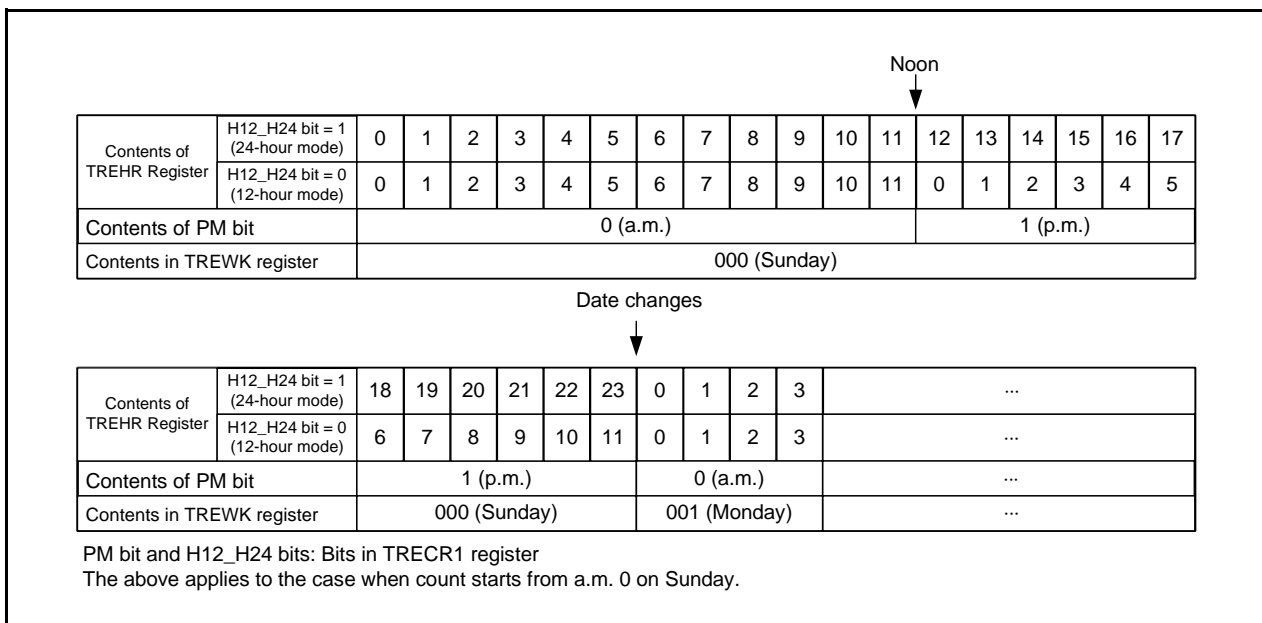 Noon
Contents of TREHR Register
H12_H24 bit = 1 (24-hour mode) 0 1 2 3 4 5 6 7 8 9 10 11 12 13 14 15 16 17
H12_H24 bit = 0 (12-hour mode) 0 1 2 3 4 5 6 7 8 9 10 11 0 1 2 3 4 5
Contents of PM bit 0 (a.m.) 1 (p.m.)
Contents in TREWK register 000 (Sunday)
Date changes
Contents of TREHR Register
H12_H24 bit = 1 (24-hour mode) 18 19 20 21 22 23 0 1 2 3 ...
H12_H24 bit = 0 (12-hour mode) 6 7 8 9 10 11 0 1 2 3 ...
Contents of PM bit 1 (p.m.) 0 (a.m.) ...
Contents in TREWK register 000 (Sunday) 001 (Monday) ...
PM bit and H12_H24 bits: Bits in TRECR1 register
The above applies to the case when count starts from a.m. 0 on Sunday.